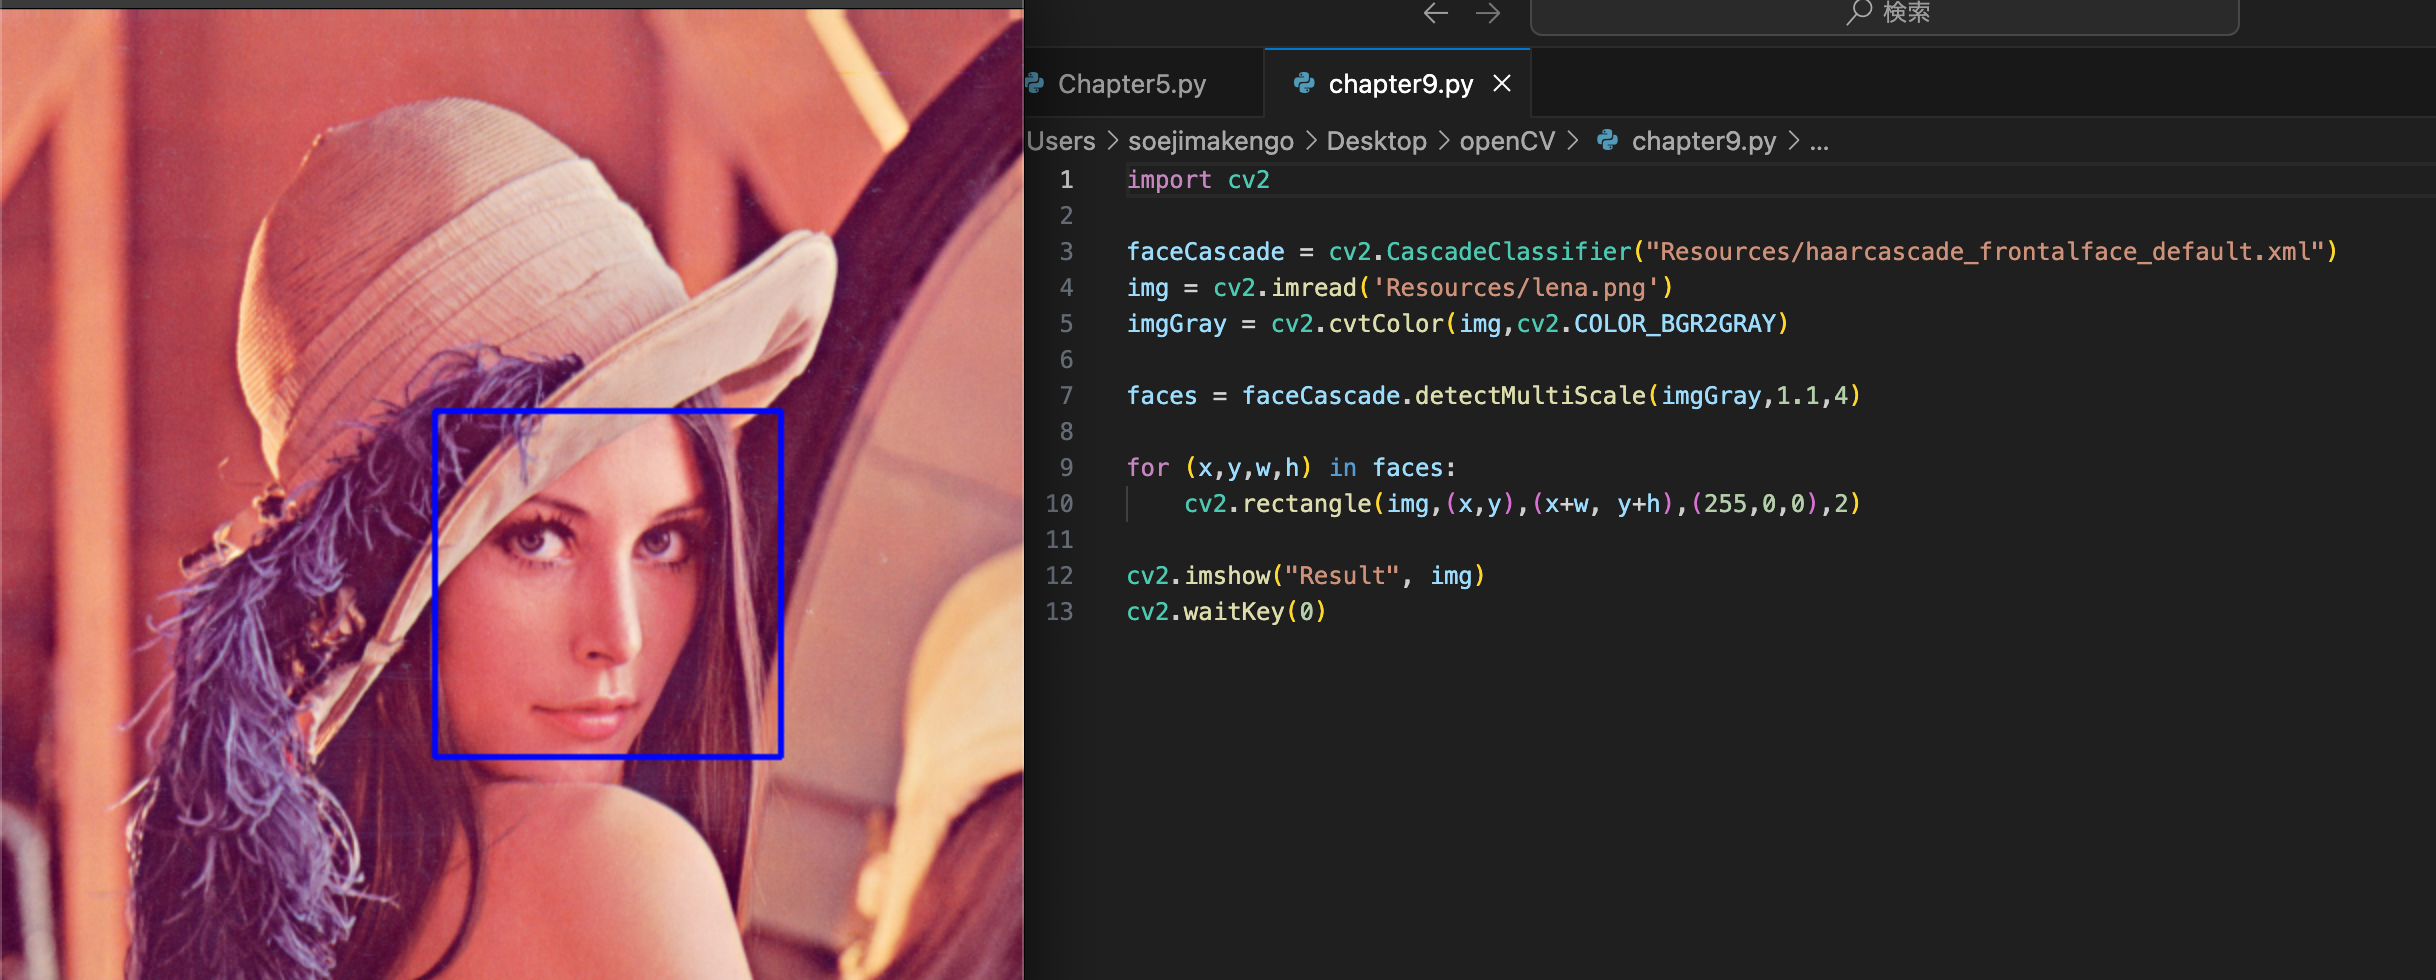 検索
Chapter5.py
chapter9.py
Users > soejimakengo > Desktop > openCV > chapter9.py > ...
1 import cv2
2
3 faceCascade = cv2.CascadeClassifier("Resources/haarcascade_frontalface_default.xml")
4 img = cv2.imread('Resources/lena.png')
5 imgGray = cv2.cvtColor(img,cv2.COLOR_BGR2GRAY)
6
7 faces = faceCascade.detectMultiScale(imgGray,1.1,4)
8
9 for (x,y,w,h) in faces:
10     cv2.rectangle(img,(x,y),(x+w, y+h),(255,0,0),2)
11
12 cv2.imshow("Result", img)
13 cv2.waitKey(0)